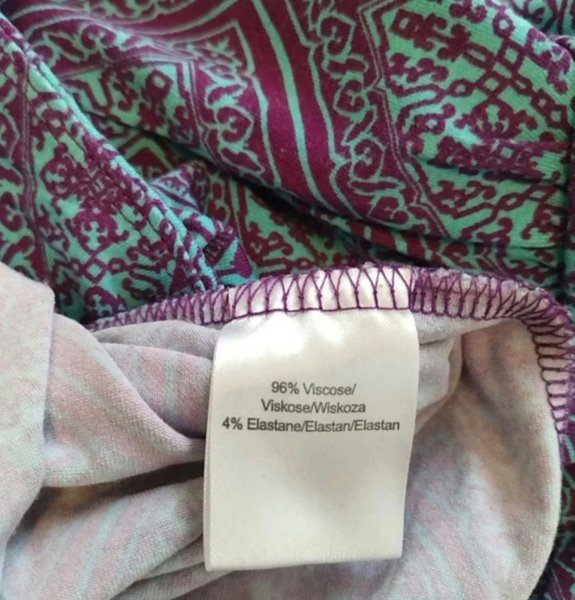 96% Viscose/
Viskose/Wiskoza
4% Elastane/Elastan/Elastan